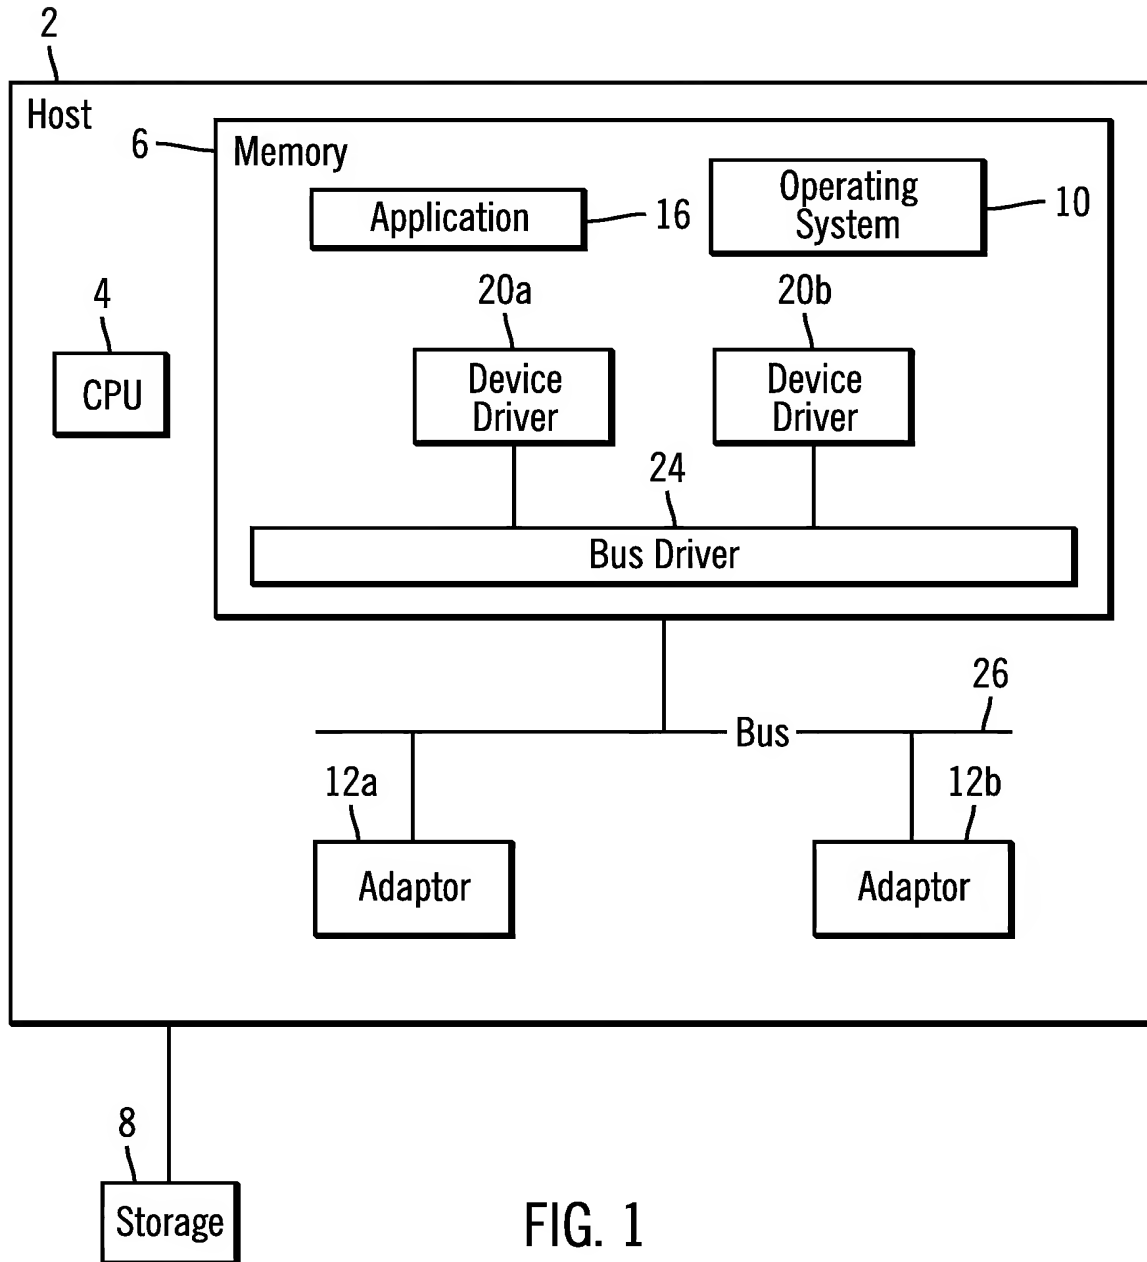 2
Host
6
Memory
Application
16
Operating
System
10
4
CPU
20a
20b
Device
Driver
Device
Driver
24
Bus Driver
26
Bus
12a
12b
Adaptor
Adaptor
8
Storage
FIG. 1